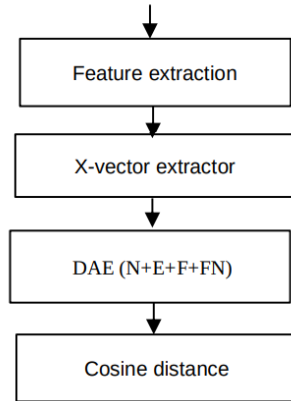 Feature extraction
X-vector extractor
DAE (N+E+F+FN)
Cosine distance